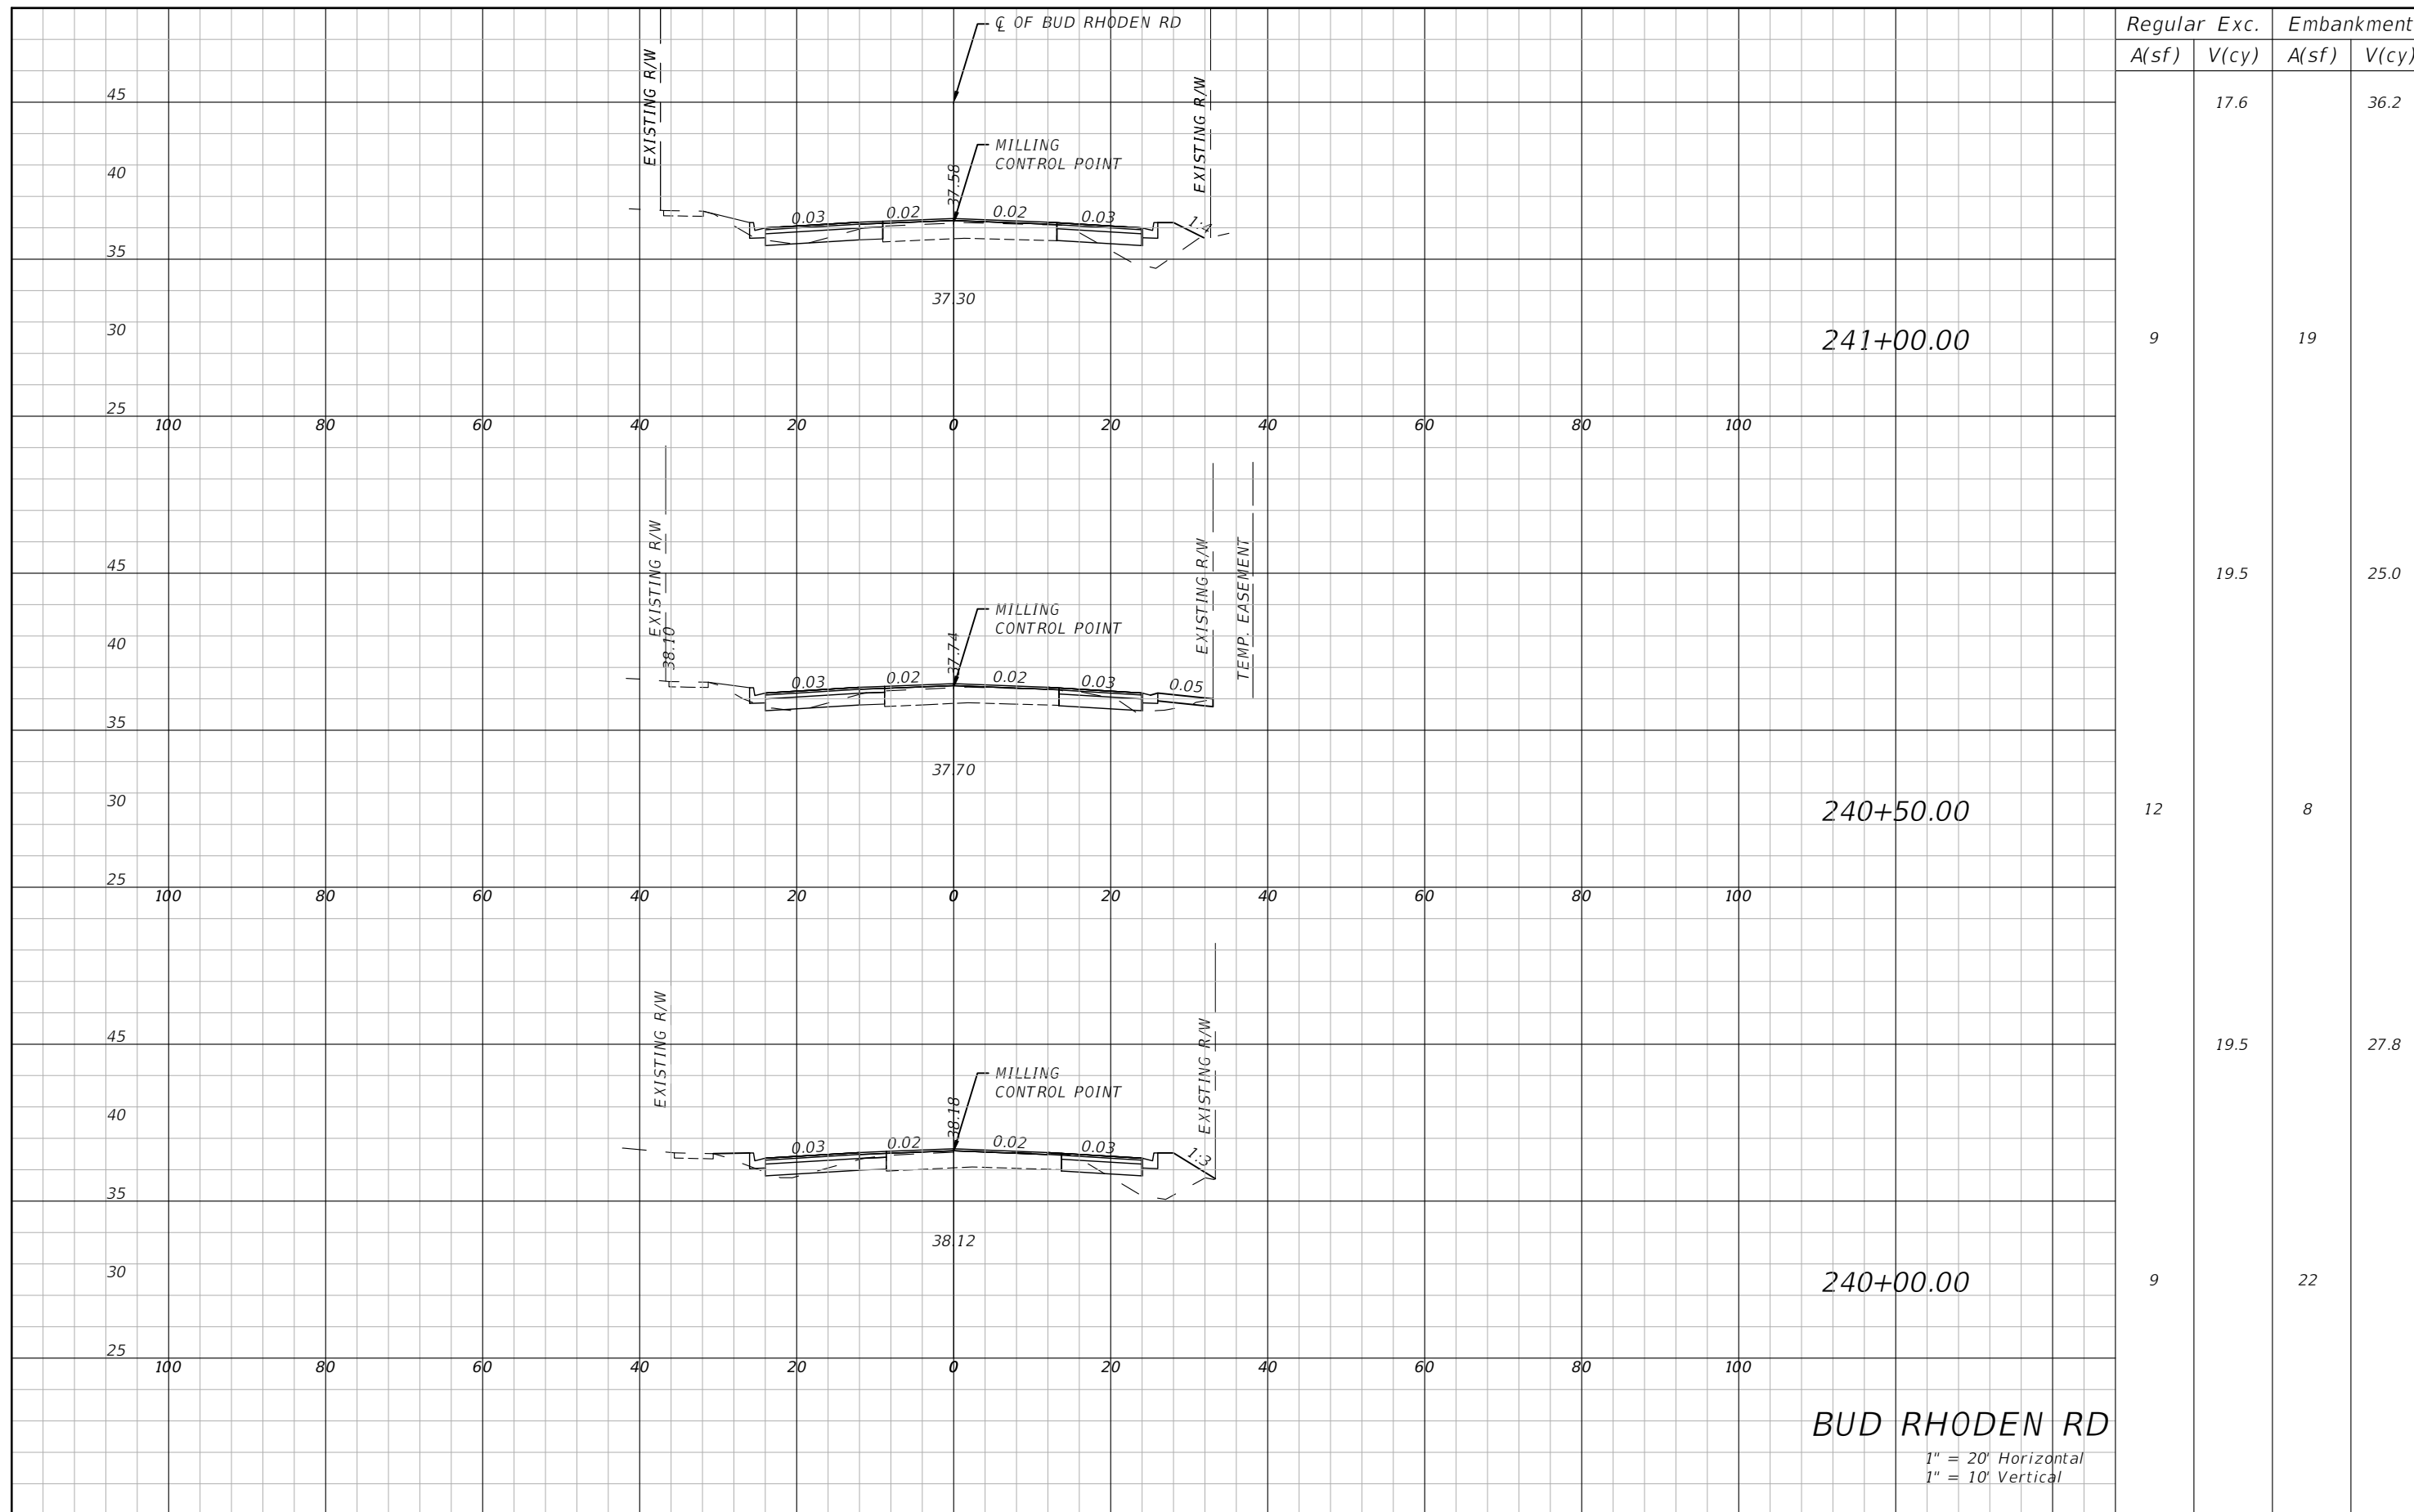 Regular Exc. Embankment
A(sf) V(cy) A(sf) V(cy)
℄ OF BUD RHODEN RD
EXISTING R/W
EXISTING R/W
45
17.6 36.2
MILLING
CONTROL POINT
40
37.58
0.03 0.02 0.02 0.03 1:4
35
37.30
30
241+00.00 9 19
25
100 80 60 40 20 0 20 40 60 80 100
EXISTING R/W
EXISTING R/W
TEMP. EASEMENT
45
19.5 25.0
MILLING
CONTROL POINT
40
38.10
37.74
0.03 0.02 0.02 0.03 0.05
35
37.70
30
240+50.00 12 8
25
100 80 60 40 20 0 20 40 60 80 100
EXISTING R/W
EXISTING R/W
45
19.5 27.8
MILLING
CONTROL POINT
40
38.18
0.03 0.02 0.02 0.03 1:3
35
38.12
30
240+00.00 9 22
25
100 80 60 40 20 0 20 40 60 80 100
BUD RHODEN RD
1" = 20' Horizontal
1" = 10' Vertical